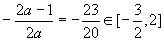 -\frac{2a-1}{2a} = -\frac{23}{20} \in [-\frac{3}{2}, 2]